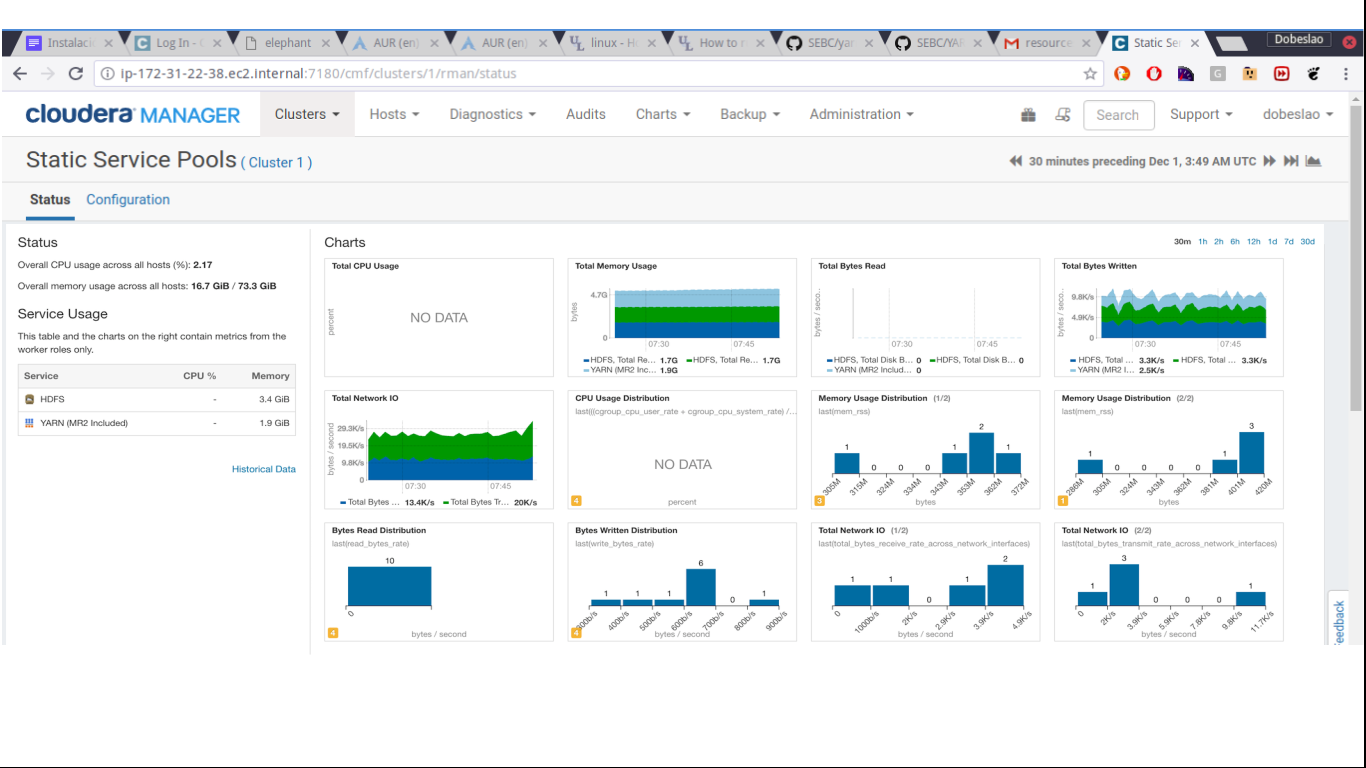 Instalaci
Log In - C
elephant
AUR (en)
AUR (en)
linux - H
How to r
SEBC/yar
SEBC/YAR
resource
Static Ser
Dobeslao
ip-172-31-22-38.ec2.internal:7180/cmf/clusters/1/rman/status
cloudera MANAGER
Clusters
Hosts
Diagnostics
Audits
Charts
Backup
Administration
Search
Support
dobeslao
Static Service Pools ( Cluster 1 )
30 minutes preceding Dec 1, 3:49 AM UTC
Status
Configuration
Status
Overall CPU usage across all hosts (%): 2.17
Overall memory usage across all hosts: 16.7 GiB / 73.3 GiB
Service Usage
This table and the charts on the right contain metrics from the
worker roles only.
Service CPU % Memory
HDFS - 3.4 GiB
YARN (MR2 Included) - 1.9 GiB
Historical Data
Charts
30m 1h 2h 6h 12h 1d 7d 30d
Total CPU Usage
percent
NO DATA
Total Memory Usage
bytes
4.7G
0
07:30 07:45
HDFS, Total Re... 1.7G HDFS, Total Re... 1.7G
YARN (MR2 Inc... 1.9G
Total Bytes Read
bytes / seco...
07:30 07:45
HDFS, Total Disk B... 0 HDFS, Total Disk B... 0
YARN (MR2 Includ... 0
Total Bytes Written
bytes / seco...
9.8K/s
4.9K/s
0
07:30 07:45
HDFS, Total ... 3.3K/s HDFS, Total ... 3.3K/s
YARN (MR2 I... 2.5K/s
Total Network IO
bytes / second
29.3K/s
19.5K/s
9.8K/s
0
07:30 07:45
Total Bytes ... 13.4K/s Total Bytes Tr... 20K/s
CPU Usage Distribution
last(((cgroup_cpu_user_rate + cgroup_cpu_system_rate) /...
NO DATA
4
percent
Memory Usage Distribution (1/2)
last(mem_rss)
1 0 0 0 1 2 1
305M 315M 324M 334M 343M 353M 362M 372M
3
bytes
Memory Usage Distribution (2/2)
last(mem_rss)
1 0 0 0 0 1 3
286M 305M 324M 343M 362M 381M 401M 420M
1
bytes
Bytes Read Distribution
last(read_bytes_rate)
10
0
4
bytes / second
Bytes Written Distribution
last(write_bytes_rate)
1 1 1 6 0 1
300b/s 400b/s 500b/s 600b/s 700b/s 800b/s 900b/s
4
bytes / second
Total Network IO (1/2)
last(total_bytes_receive_rate_across_network_interfaces)
1 1 0 1 2
0 1000b/s 2K/s 2.9K/s 3.9K/s 4.9K/s
bytes / second
Total Network IO (2/2)
last(total_bytes_transmit_rate_across_network_interfaces)
1 3 0 0 0 1
0 2K/s 3.9K/s 5.9K/s 7.8K/s 9.8K/s 11.7K/s
bytes / second
eedback